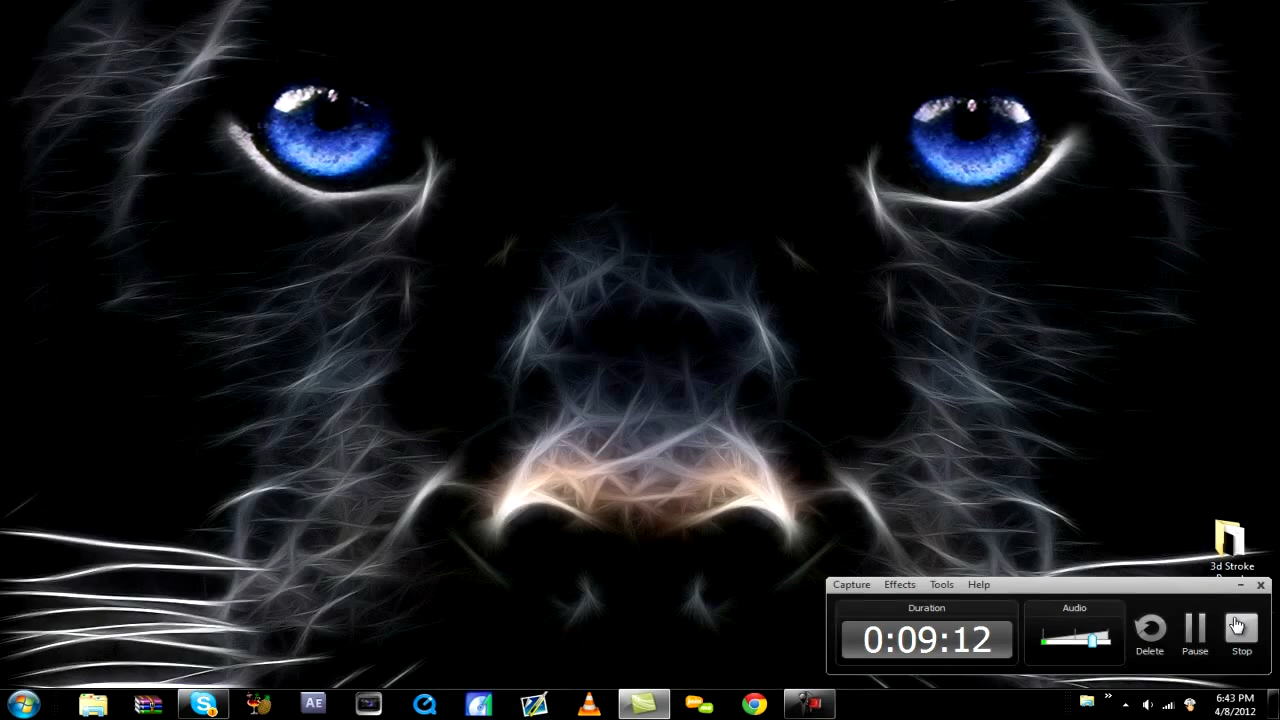 3d Stroke
Capture Effects Tools Help
Duration
Audio
0:09:12
Delete
Pause
Stop
AE
6:43 PM
4/8/2012